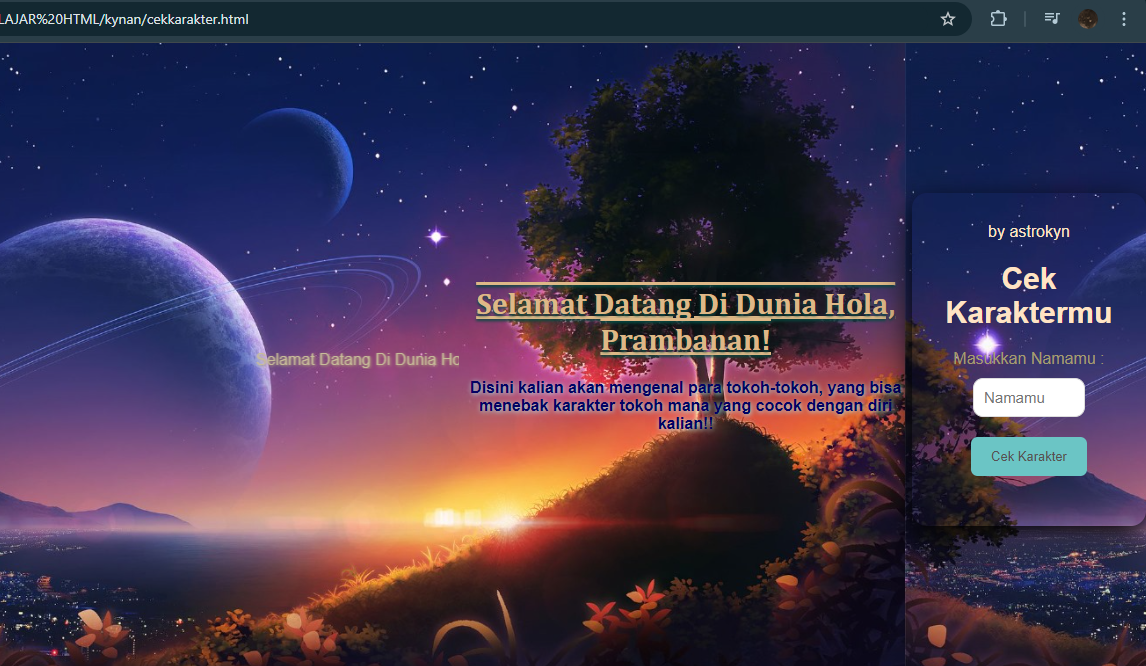 LAJAR%20HTML/kynan/cekkarakter.html
by astrokyn
Selamat Datang Di Dunia Hola,
Prambanan!
Cek
Karaktermu
Selamat Datang Di Dunia Ho
Masukkan Namamu :
Disini kalian akan mengenal para tokoh-tokoh, yang bisa
menebak karakter tokoh mana yang cocok dengan diri
kalian!!
Namamu
Cek Karakter